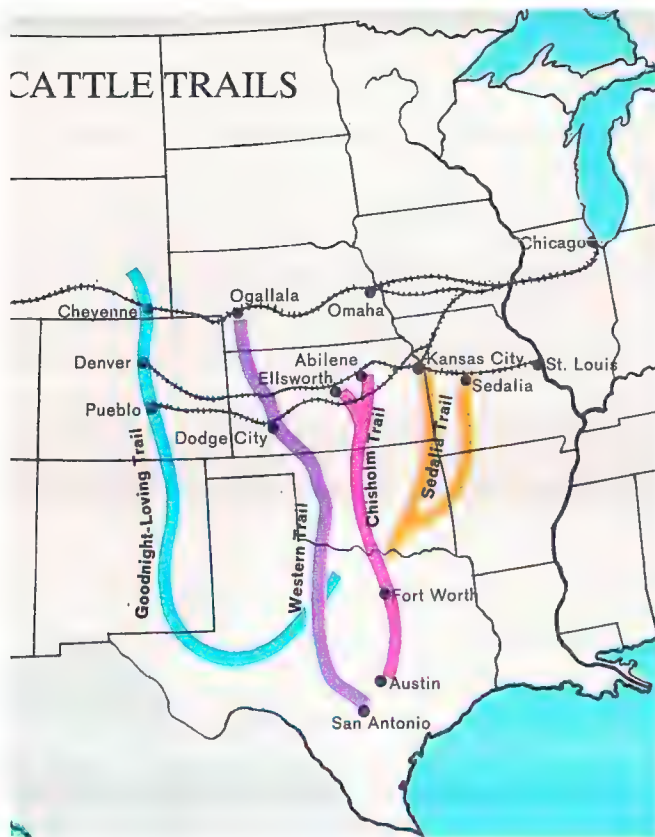 CATTLE TRAILS
Chicago
Cheyenne
Ogallala
Omaha
Denver
Abilene
Kansas City
St. Louis
Ellsworth
Sedalia
Pueblo
Dodge City
Goodnight-Loving Trail
Western Trail
Chisholm Trail
Sedalia Trail
Fort Worth
Austin
San Antonio